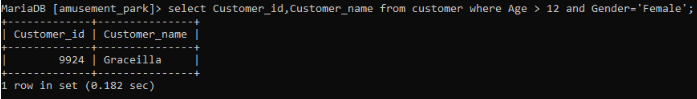 MariaDB [amusement_park]> select Customer_id,Customer_name from customer where Age > 12 and Gender='Female';
+-------------+---------------+
| Customer_id | Customer_name |
+-------------+---------------+
|        9924 | Graceilla     |
+-------------+---------------+
1 row in set (0.182 sec)